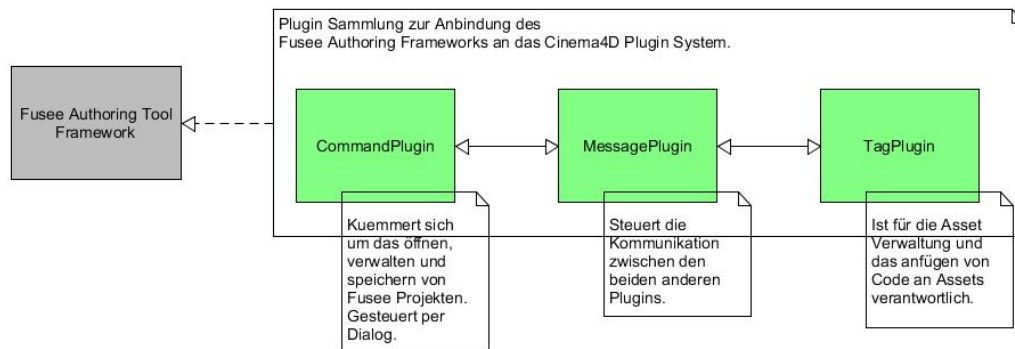 Plugin Sammlung zur Anbindung des
Fusee Authoring Frameworks an das Cinema4D Plugin System.
Fusee Authoring Tool
Framework
CommandPlugin
MessagePlugin
TagPlugin
Kuemmert sich
um das öffnen,
verwalten und
speichern von
Fusee Projekten.
Gesteuert per
Dialog.
Steuert die
Kommunikation
zwischen den
beiden anderen
Plugins.
Ist für die Asset
Verwaltung und
das anfügen von
Code an Assets
verantwortlich.